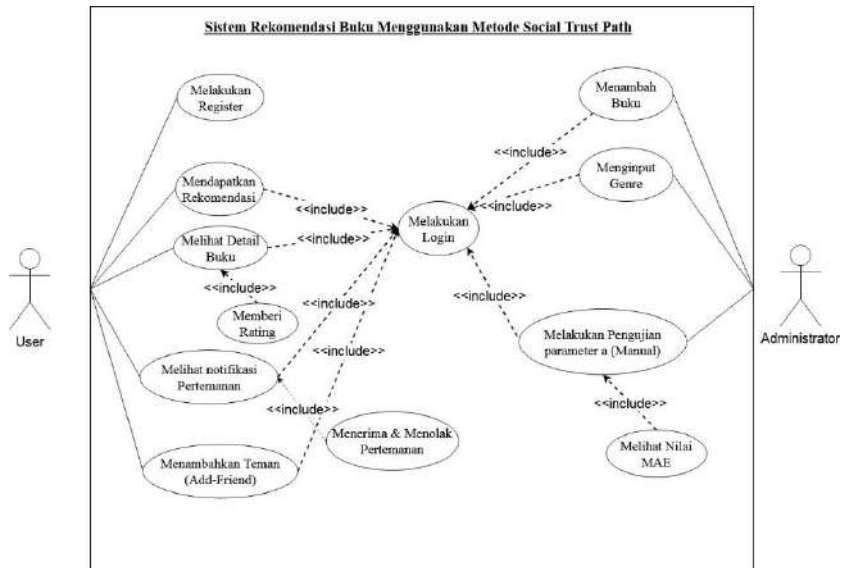 Sistem Rekomendasi Buku Menggunakan Metode Social Trust Path
Melakukan
Register
Mendapatkan
Rekomendasi
<<include>>
Melihat Detail
Buku
<<include>>
<<include>>
Memberi
Rating
<<include>>
Melihat notifikasi
Pertemanan
<<include>>
<<include>>
Menerima & Menolak
Pertemanan
Menambahkan Teman
(Add-Friend)
Melakukan
Login
Menambah
Buku
<<include>>
Menginput
Genre
<<include>>
<<include>>
Melakukan Pengujian
parameter a (Manual)
<<include>>
Melihat Nilai
MAE
User
Administrator